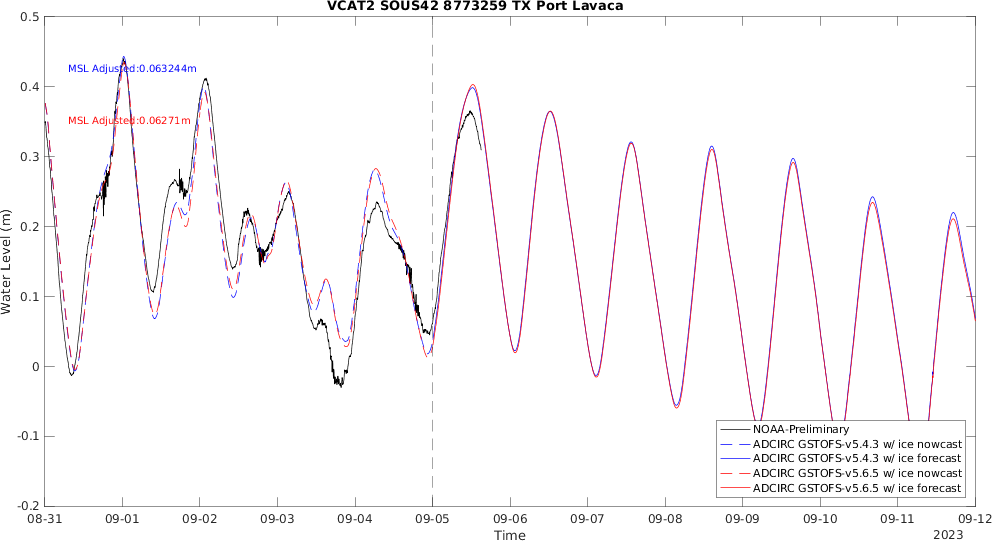 VCAT2 SOUS42 8773259 TX Port Lavaca
0.5
0.4
0.3
0.2
0.1
0
-0.1
-0.2
Water Level (m)
MSL Adjusted:0.063244m
MSL Adjusted:0.06271m
NOAA-Preliminary
ADCIRC GSTOFS-v5.4.3 w/ ice nowcast
ADCIRC GSTOFS-v5.4.3 w/ ice forecast
ADCIRC GSTOFS-v5.6.5 w/ ice nowcast
ADCIRC GSTOFS-v5.6.5 w/ ice forecast
08-31 09-01 09-02 09-03 09-04 09-05 09-06 09-07 09-08 09-09 09-10 09-11 09-12
Time
2023